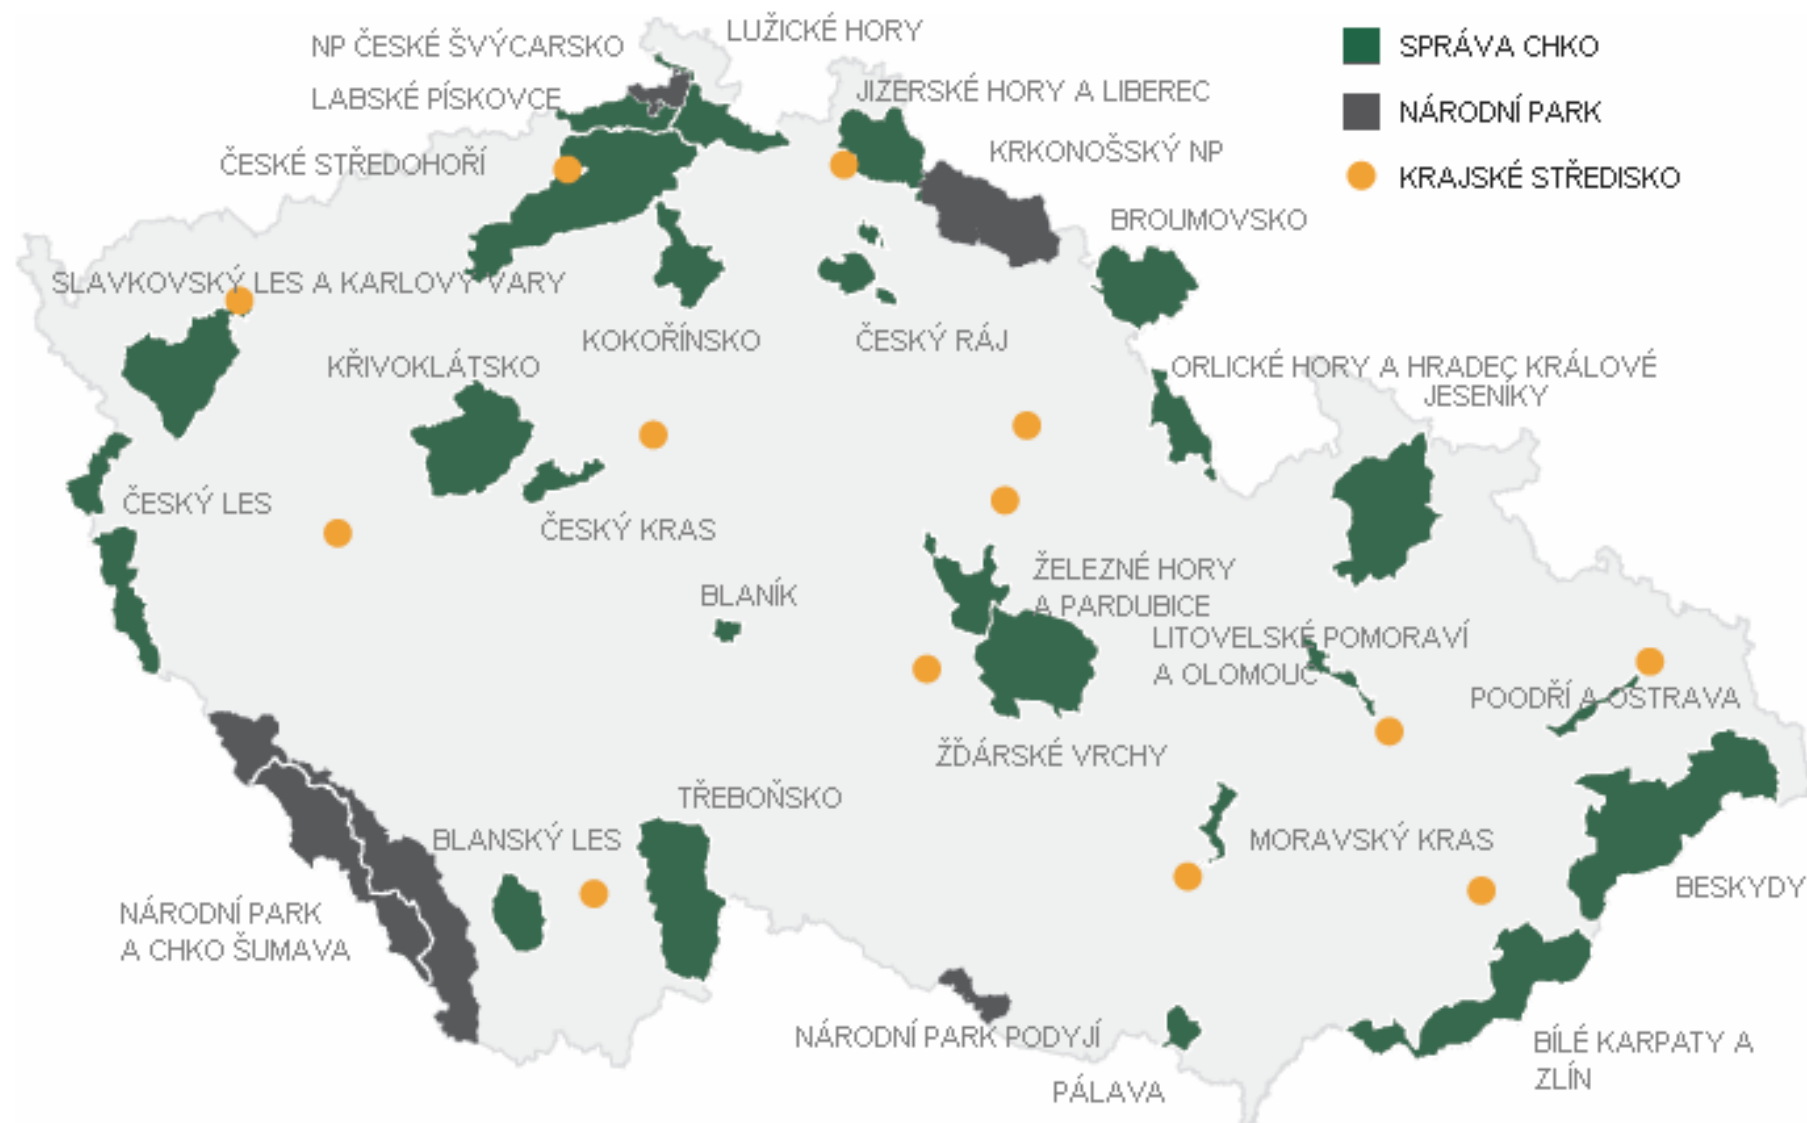 LUŽICKÉ HORY
NP ČESKÉ ŠVÝCARSKO
SPRÁVA CHKO
LABSKÉ PÍSKOVCE
JIZERSKÉ HORY A LIBEREC
NÁRODNÍ PARK
ČESKÉ STŘEDOHOŘÍ
KRKONOŠSKÝ NP
KRAJSKÉ STŘEDISKO
BROUMOVSKO
SLAVKOVSKÝ LES A KARLOVY VARY
KOKOŘÍNSKO
ČESKÝ RÁJ
KŘIVOKLÁTSKO
ORLICKÉ HORY A HRADEC KRÁLOVÉ
JESENÍKY
ČESKÝ LES
ČESKÝ KRAS
BLANÍK
ŽELEZNÉ HORY
A PARDUBICE
LITOVELSKÉ POMORAVÍ
A OLOMOUC
POODŘÍ A OSTRAVA
ŽĎÁRSKÉ VRCHY
TŘEBOŇSKO
BLANSKÝ LES
MORAVSKÝ KRAS
BESKYDY
NÁRODNÍ PARK
A CHKO ŠUMAVA
NÁRODNÍ PARK PODYJÍ
BÍLÉ KARPATY A
ZLÍN
PÁLAVA